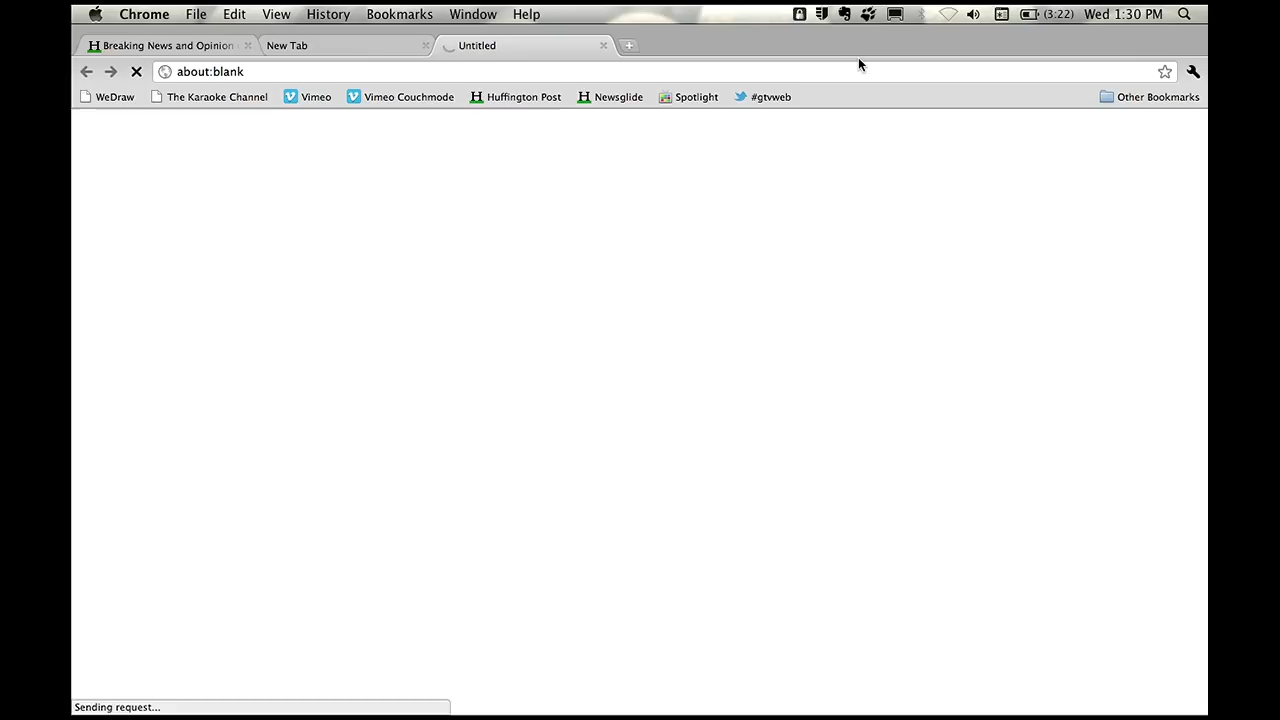 Chrome File Edit View History Bookmarks Window Help (3:22) Wed 1:30 PM
Breaking News and Opinion New Tab Untitled
about:blank
WeDraw The Karaoke Channel Vimeo Vimeo Couchmode Huffington Post Newsglide Spotlight #gtvweb Other Bookmarks
Sending request...